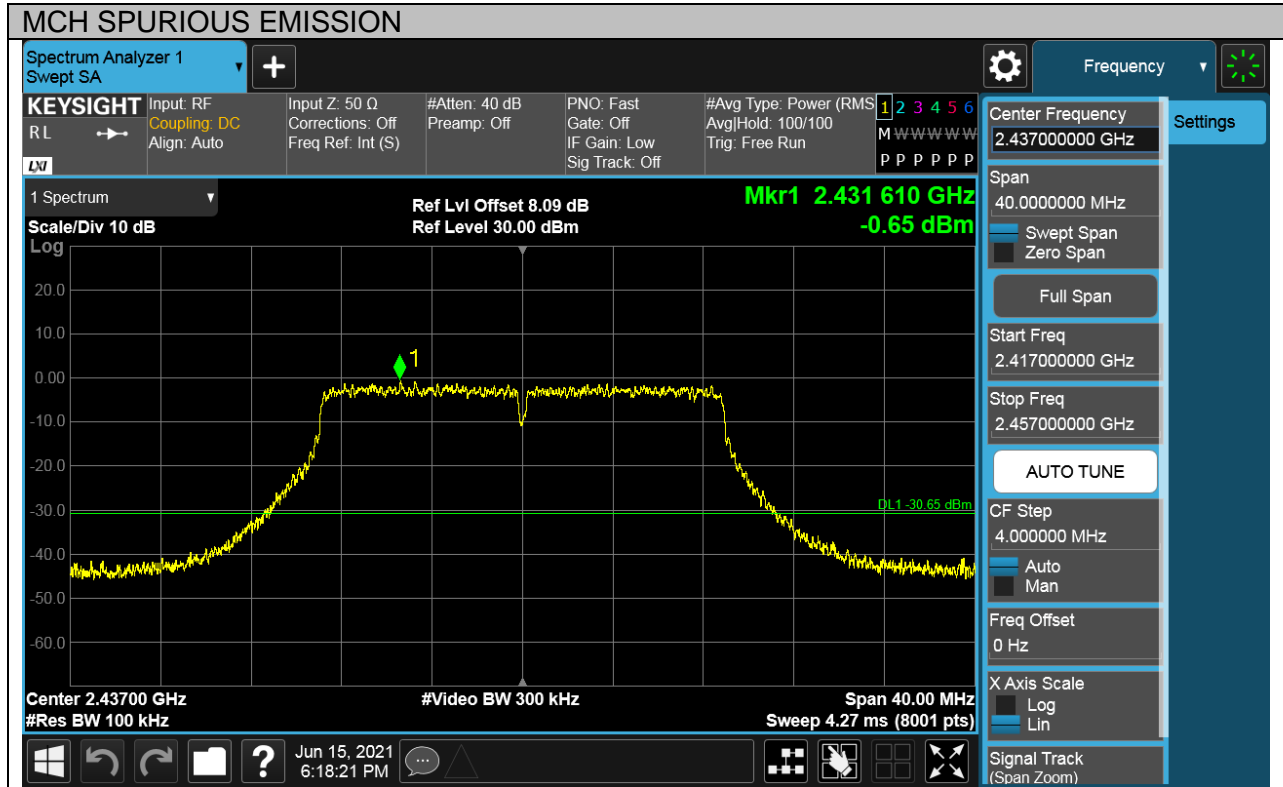 MCH SPURIOUS EMISSION
Spectrum Analyzer 1
Swept SA
+
Frequency
KEYSIGHT
RL
LXI
Input: RF
Coupling: DC
Align: Auto
Input Z: 50 Ω
Corrections: Off
Freq Ref: Int (S)
#Atten: 40 dB
Preamp: Off
PNO: Fast
Gate: Off
IF Gain: Low
Sig Track: Off
#Avg Type: Power (RMS
Avg|Hold: 100/100
Trig: Free Run
1 2 3 4 5 6
M W W W W W
P P P P P P
1 Spectrum
Scale/Div 10 dB
Log
Ref Lvl Offset 8.09 dB
Ref Level 30.00 dBm
Mkr1 2.431 610 GHz
-0.65 dBm
20.0
10.0
0.00
-10.0
-20.0
-30.0
-40.0
-50.0
-60.0
1
DL1 -30.65 dBm
Center 2.43700 GHz
#Res BW 100 kHz
#Video BW 300 kHz
Span 40.00 MHz
Sweep 4.27 ms (8001 pts)
Center Frequency
2.437000000 GHz
Settings
Span
40.0000000 MHz
Swept Span
Zero Span
Full Span
Start Freq
2.417000000 GHz
Stop Freq
2.457000000 GHz
AUTO TUNE
CF Step
4.000000 MHz
Auto
Man
Freq Offset
0 Hz
X Axis Scale
Log
Lin
Signal Track
(Span Zoom)
?
Jun 15, 2021
6:18:21 PM